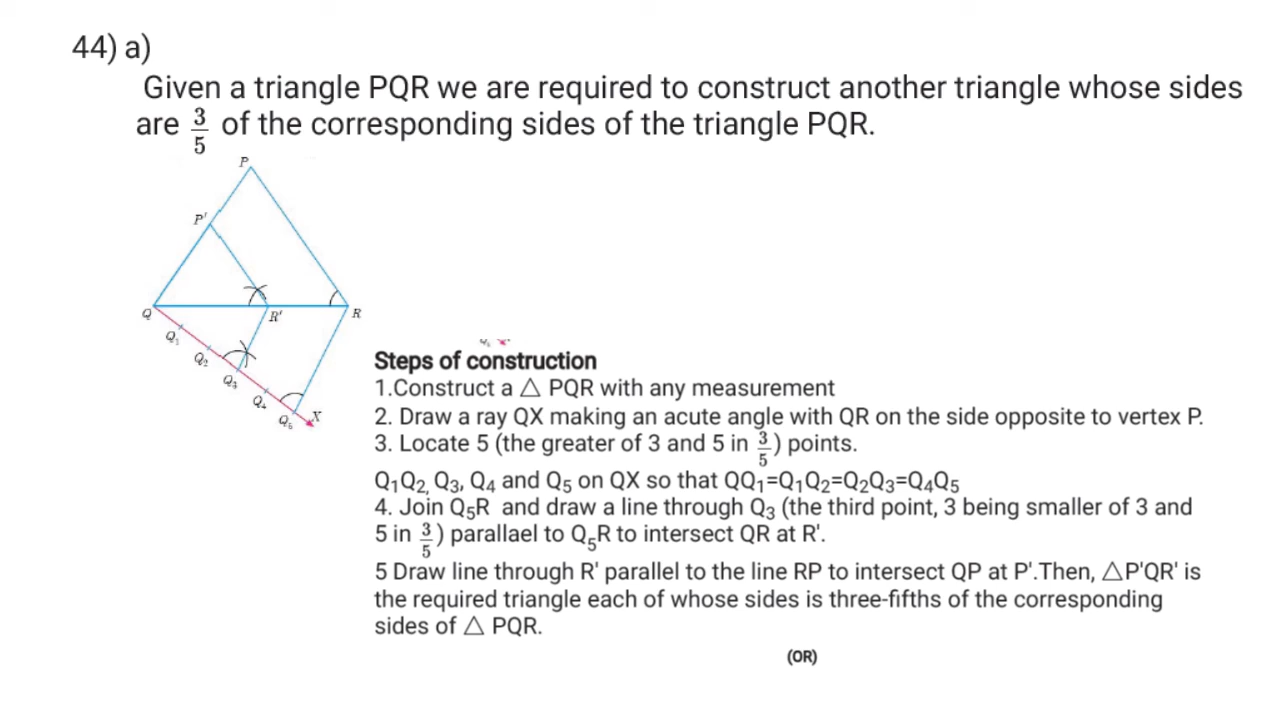 44) a)
Given a triangle PQR we are required to construct another triangle whose sides
are 3/5 of the corresponding sides of the triangle PQR.
P
P'
Q
R'
R
Q₁
Q₂
Q₃
Q₄
Q₅
X
Steps of construction
1.Construct a △ PQR with any measurement
2. Draw a ray QX making an acute angle with QR on the side opposite to vertex P.
3. Locate 5 (the greater of 3 and 5 in 3/5) points.
Q₁Q₂, Q₃, Q₄ and Q₅ on QX so that QQ₁=Q₁Q₂=Q₂Q₃=Q₄Q₅
4. Join Q₅R and draw a line through Q₃ (the third point, 3 being smaller of 3 and
5 in 3/5) parallael to Q₅R to intersect QR at R'.
5 Draw line through R' parallel to the line RP to intersect QP at P'.Then, △P'QR' is
the required triangle each of whose sides is three-fifths of the corresponding
sides of △ PQR.
(OR)